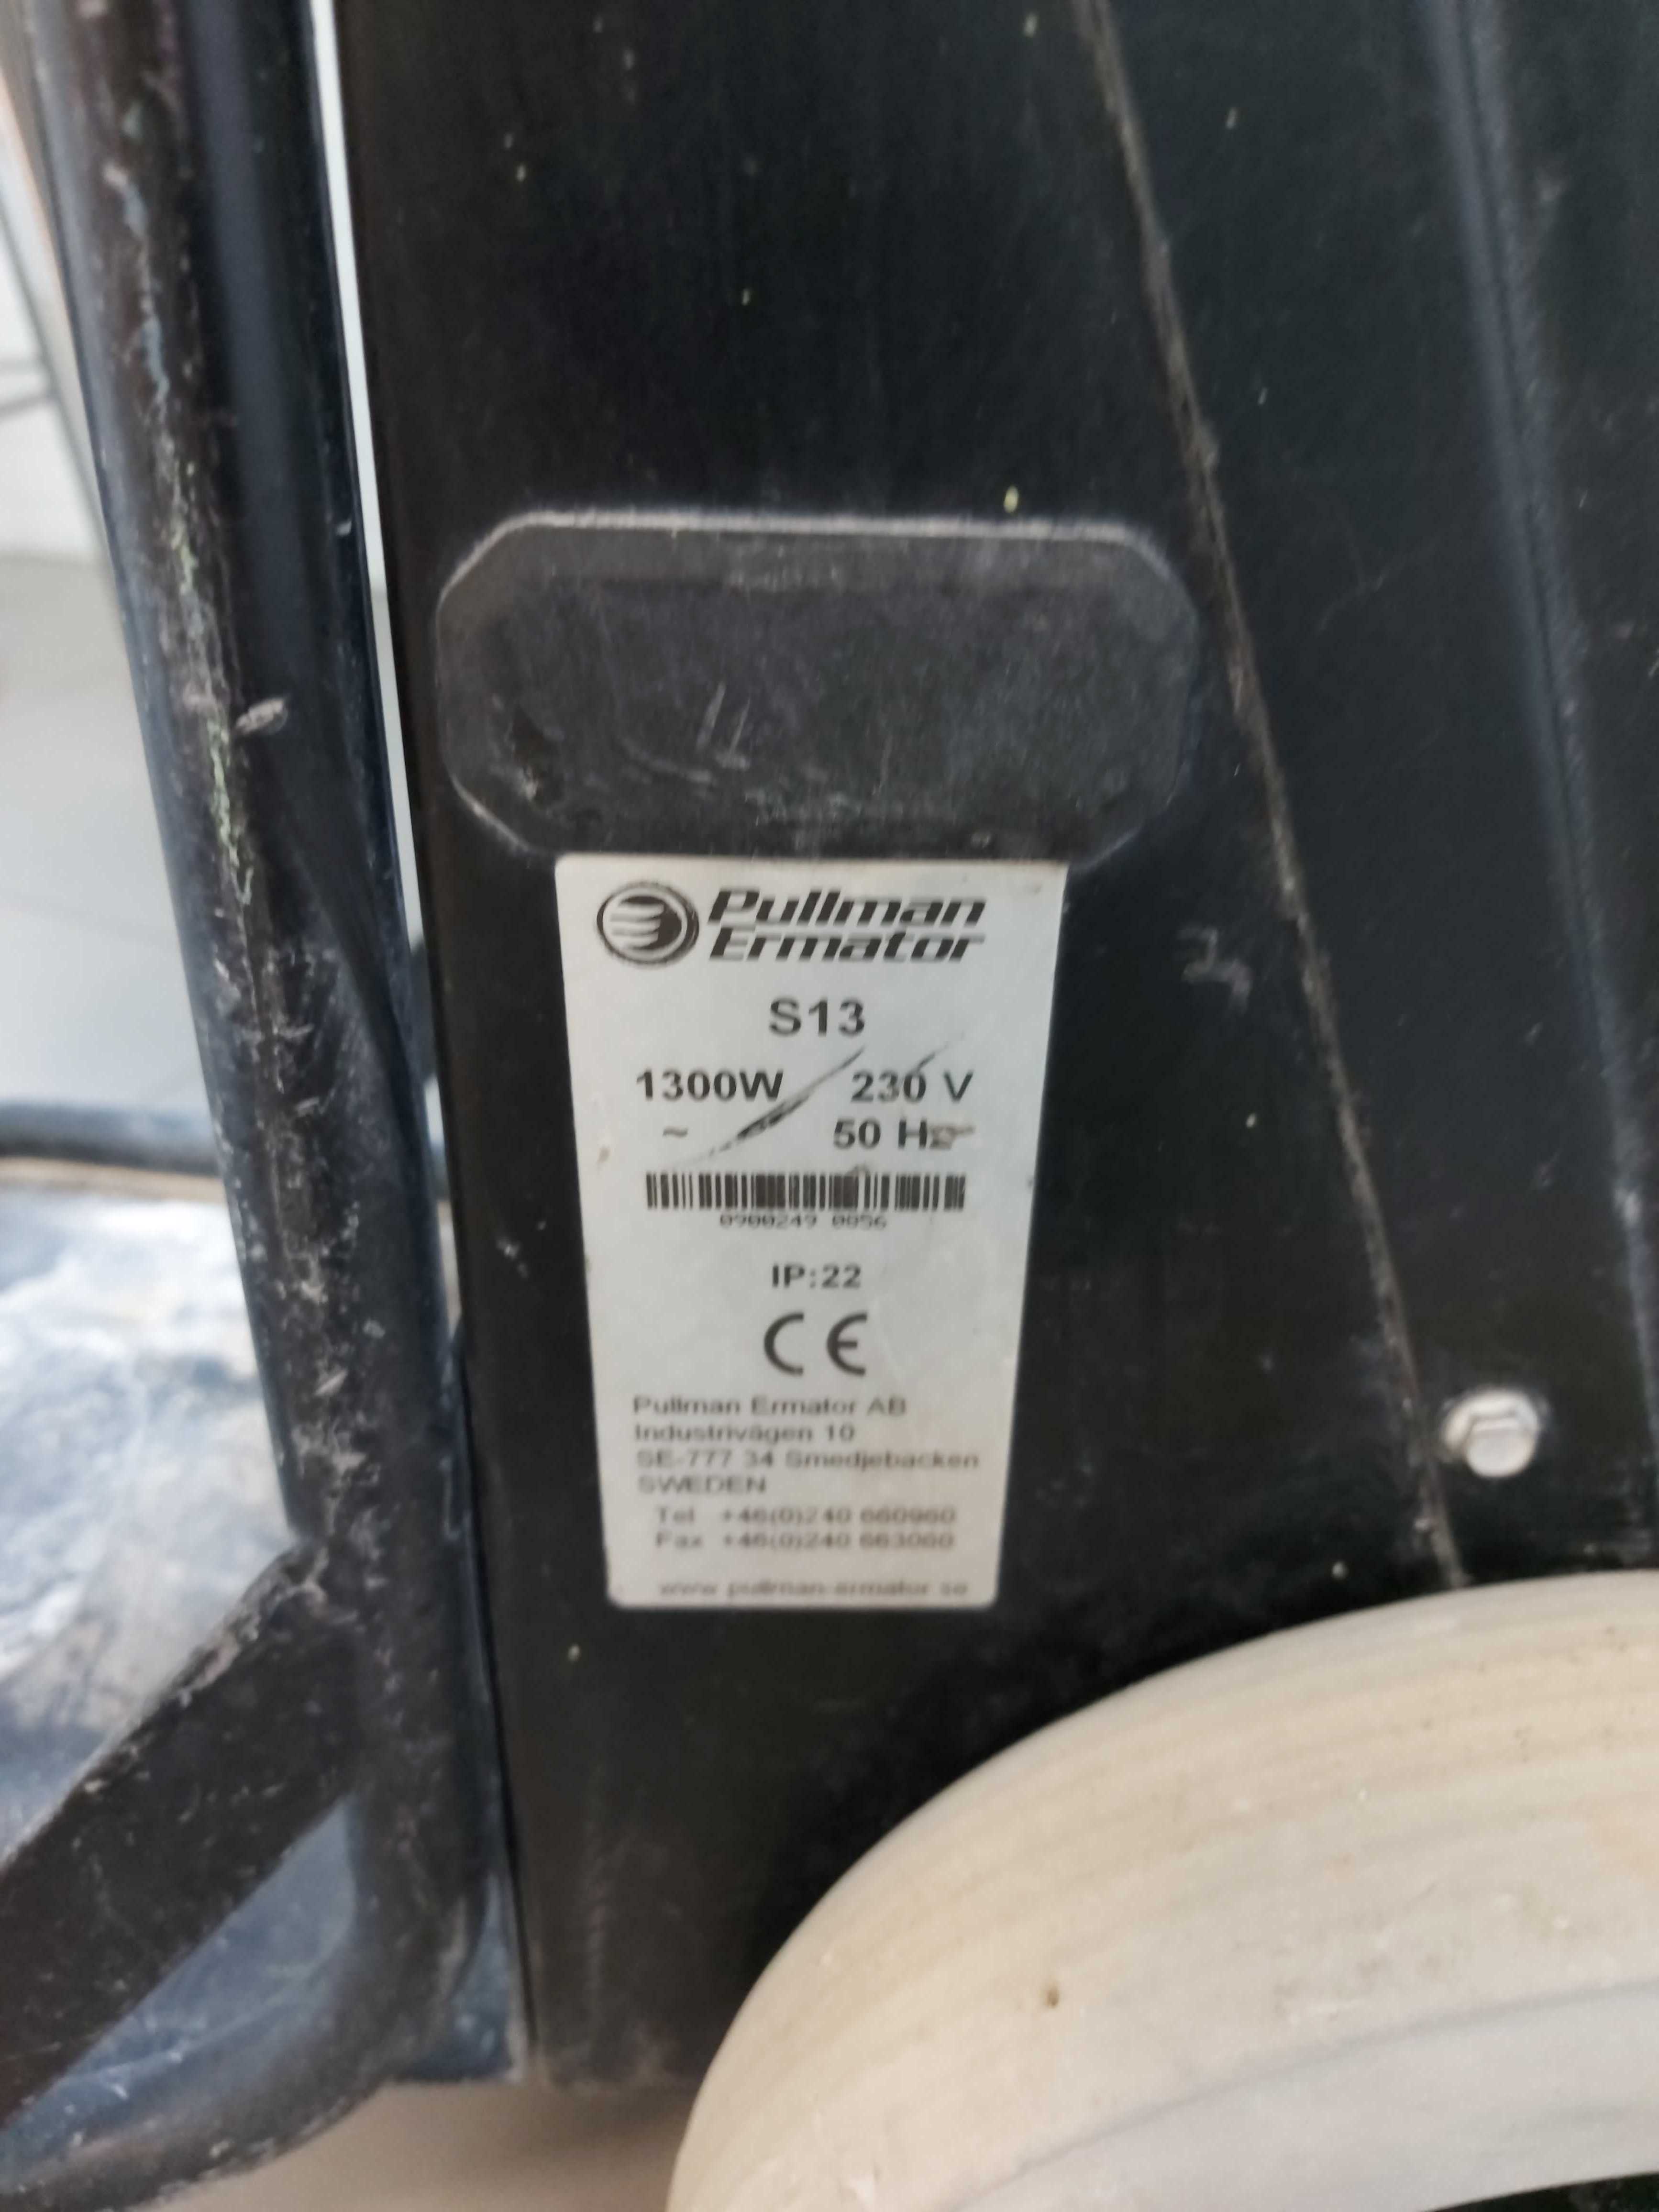 Pullman
Ermator
S13
1300W 230 V
~ 50 Hz
0900249 0056
IP:22
CE
Pullman Ermator AB
Industrivägen 10
SE-777 34 Smedjebacken
SWEDEN
Tel +46(0)240 660960
Fax +46(0)240 663060
www.pullman-ermator.se